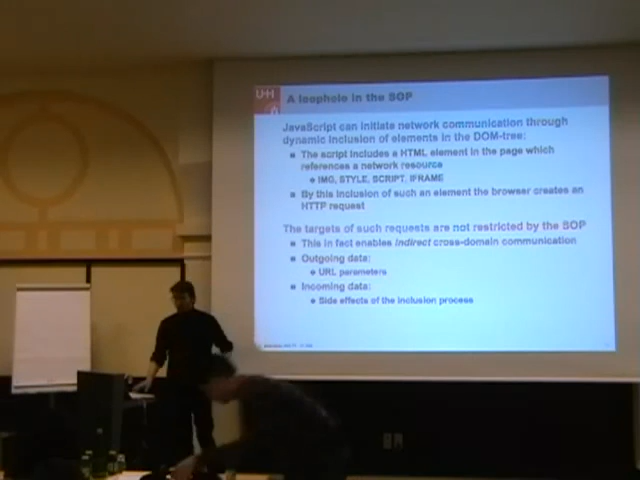 UH
A loophole in the SOP
JavaScript can initiate network communication through
dynamic inclusion of elements in the DOM-tree:
The script includes a HTML element in the page which
references a network resource
IMG, STYLE, SCRIPT, IFRAME
By this inclusion of such an element the browser creates an
HTTP request
The targets of such requests are not restricted by the SOP
This in fact enables indirect cross-domain communication
Outgoing data:
URL parameters
Incoming data:
Side effects of the inclusion process